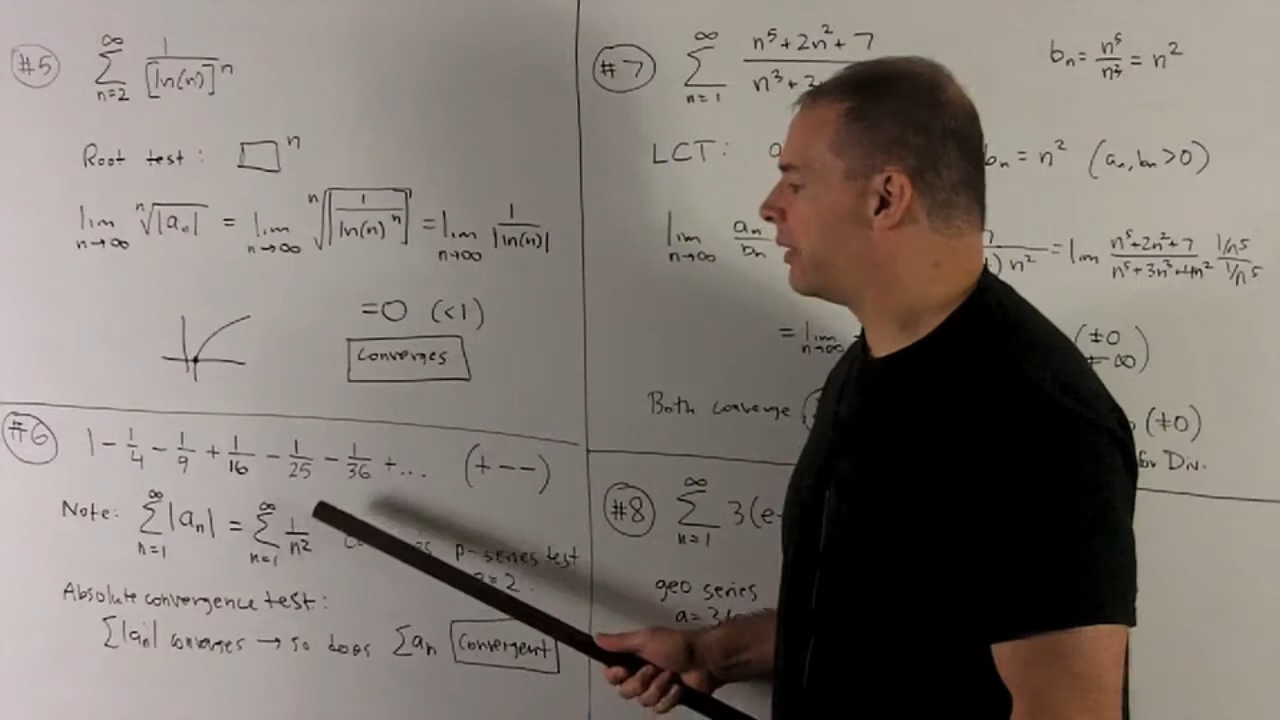 #5 ∞ ∑ n=2 1/[ln(n)]^n
Root test: □^n
lim n→∞ ⁿ√|aₙ| = lim n→∞ ⁿ√|1/ln(n)^n| = lim n→∞ 1/|ln(n)|
=0 (<1)
Converges
#6 1 - 1/4 - 1/9 + 1/16 - 1/25 - 1/36 + ... (+ - -)
Note: ∞ ∑ n=1 |aₙ| = ∞ ∑ n=1 1/n² p-series test
=2.
Absolute convergence test:
∑|aₙ| converges → so does ∑aₙ Convergent
#7 ∞ ∑ n=1 n⁵+2n²+7 / n³+ bₙ = n⁵/n³ = n²
LCT: bₙ = n² (aₙ, bₙ >0)
lim n→∞ aₙ/bₙ ) n² = lim n⁵+2n²+7 / n⁵+3n³+4n² 1/n⁵ / 1/n⁵
= lim n→∞ (≠0 ≠∞)
Both converge (≠0)
for Div.
#8 ∞ ∑ n=1 3(e-
geo series
a=3/